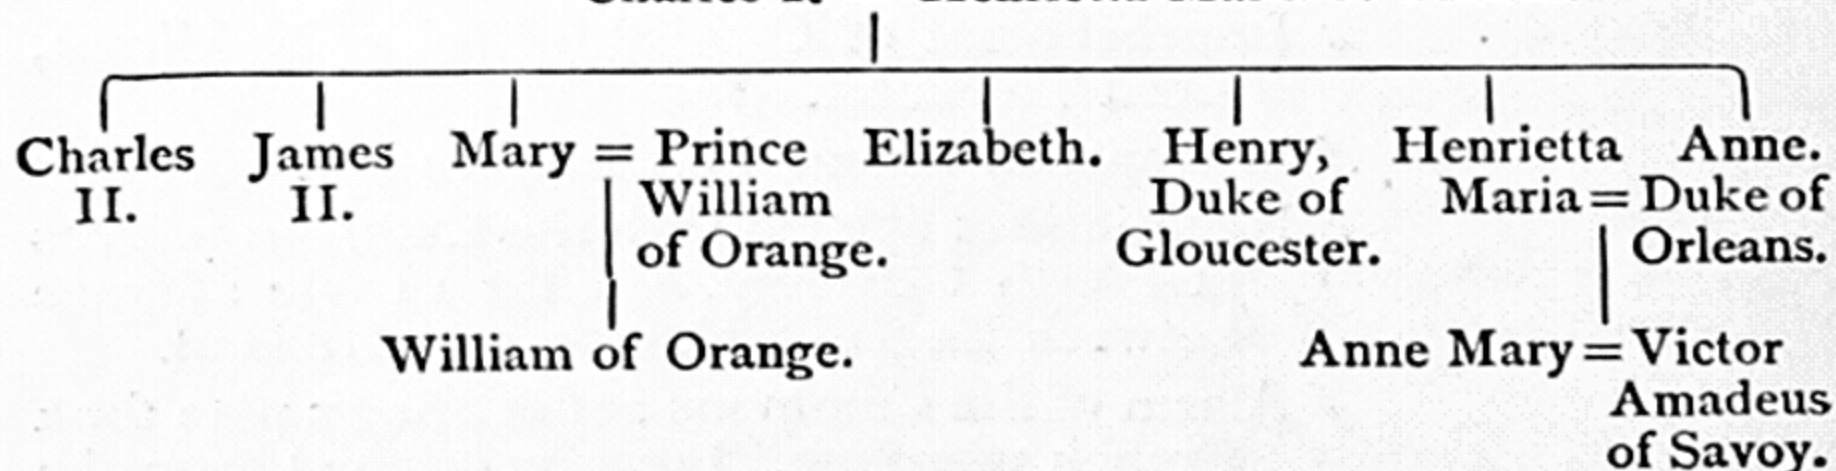 Charles II.
James II.
Mary = Prince William of Orange.
Elizabeth.
Henry, Duke of Gloucester.
Henrietta Maria = Duke of Orleans.
Anne.
William of Orange.
Anne Mary = Victor Amadeus of Savoy.